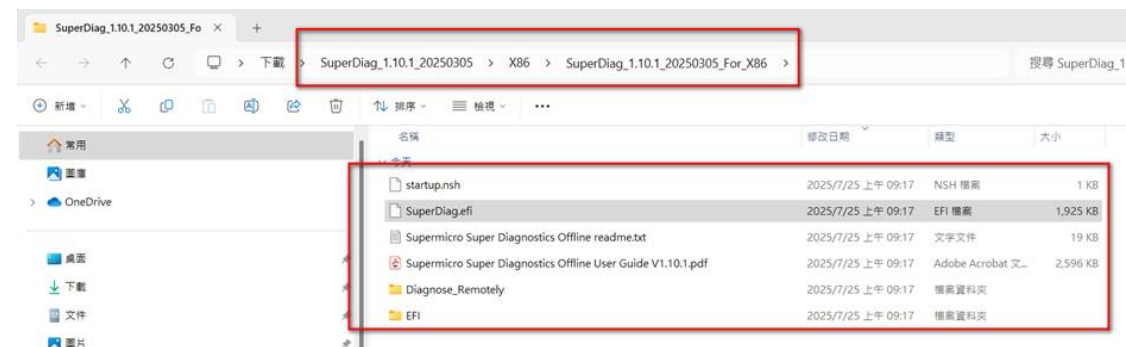 SuperDiag_1.10.1_20250305_Fo
下載 > SuperDiag_1.10.1_20250305 > X86 > SuperDiag_1.10.1_20250305_For_X86 >
搜尋 SuperDiag_1
新增
排序
檢視
常用
圖庫
OneDrive
桌面
下載
文件
圖片
名稱 修改日期 類型 大小
今天
startup.nsh 2025/7/25 上午 09:17 NSH 檔案 1 KB
SuperDiag.efi 2025/7/25 上午 09:17 EFI 檔案 1,925 KB
Supermicro Super Diagnostics Offline readme.txt 2025/7/25 上午 09:17 文字文件 19 KB
Supermicro Super Diagnostics Offline User Guide V1.10.1.pdf 2025/7/25 上午 09:17 Adobe Acrobat 文... 2,596 KB
Diagnose_Remotely 2025/7/25 上午 09:17 檔案資料夾
EFI 2025/7/25 上午 09:17 檔案資料夾